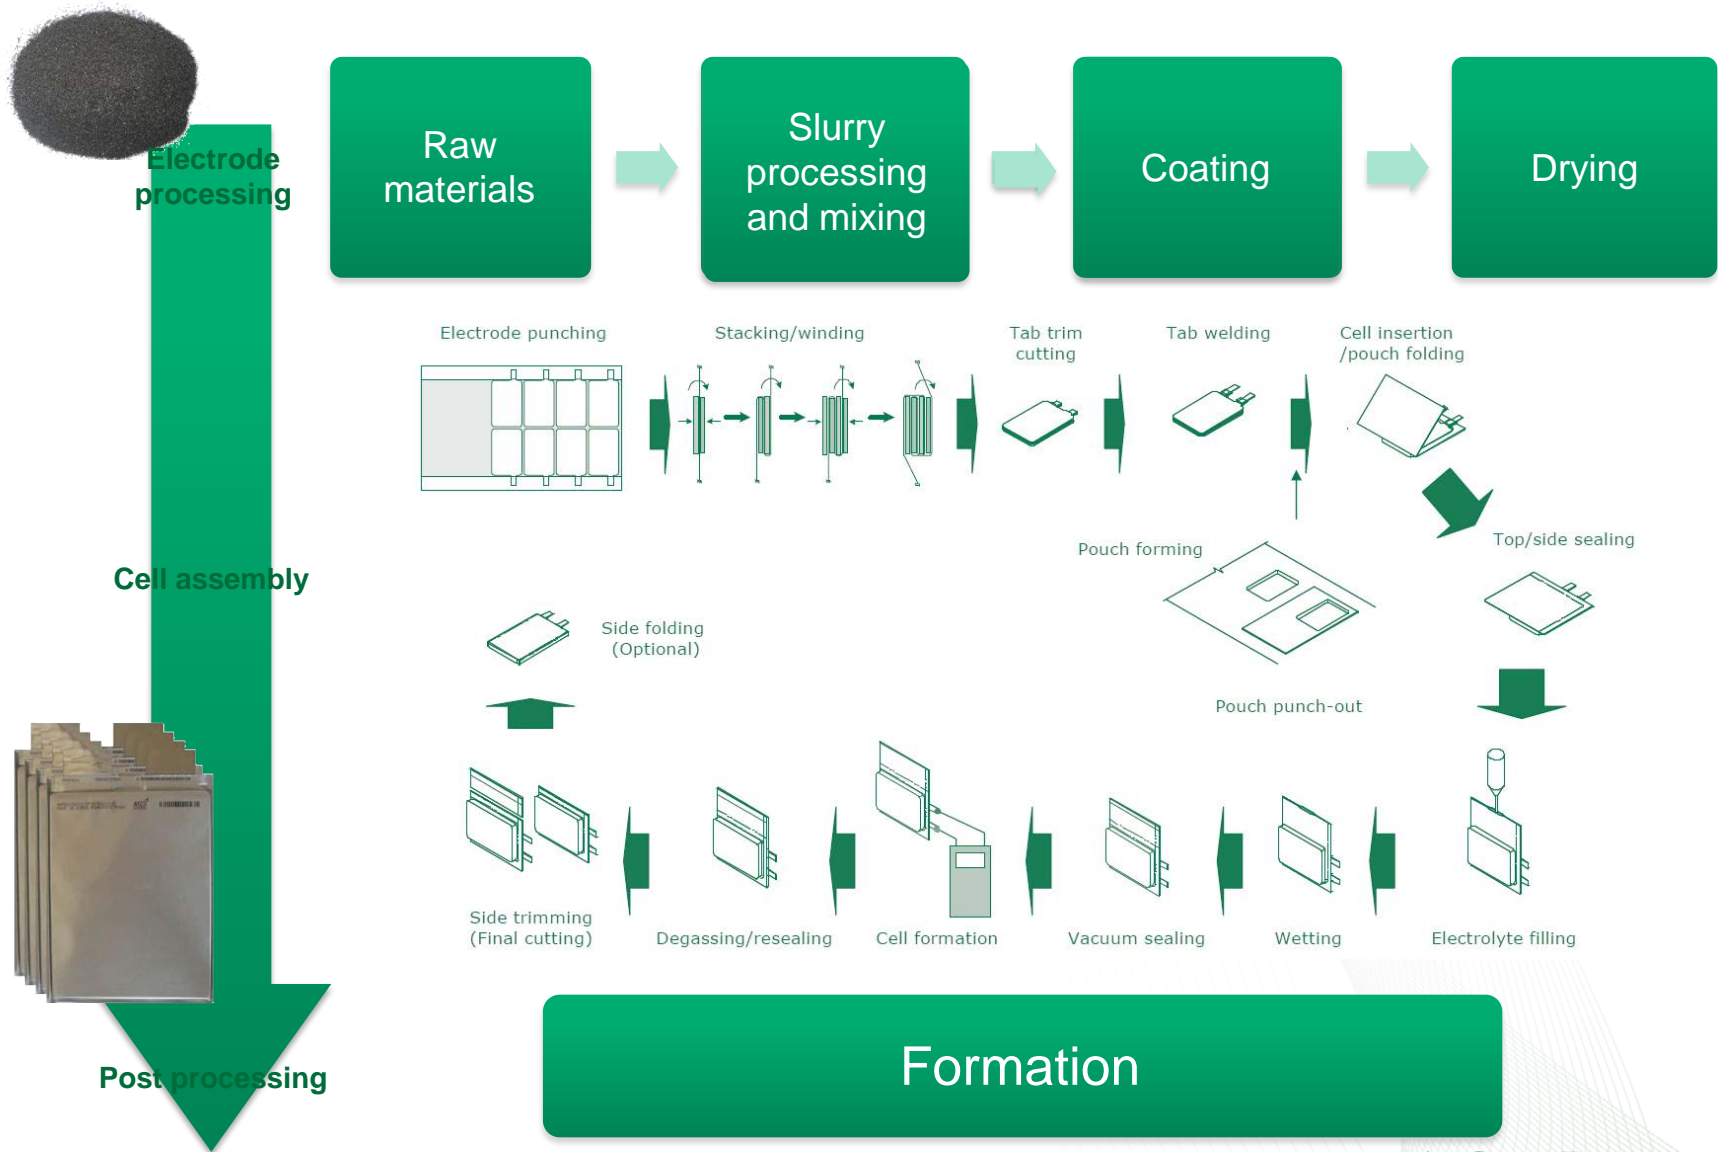 Electrode
processing
Raw
materials
Slurry
processing
and mixing
Coating
Drying
Electrode punching
Stacking/winding
Tab trim
cutting
Tab welding
Cell insertion
/pouch folding
Pouch forming
Top/side sealing
Cell assembly
Side folding
(Optional)
Pouch punch-out
Side trimming
(Final cutting)
Degassing/resealing
Cell formation
Vacuum sealing
Wetting
Electrolyte filling
Formation
Post processing